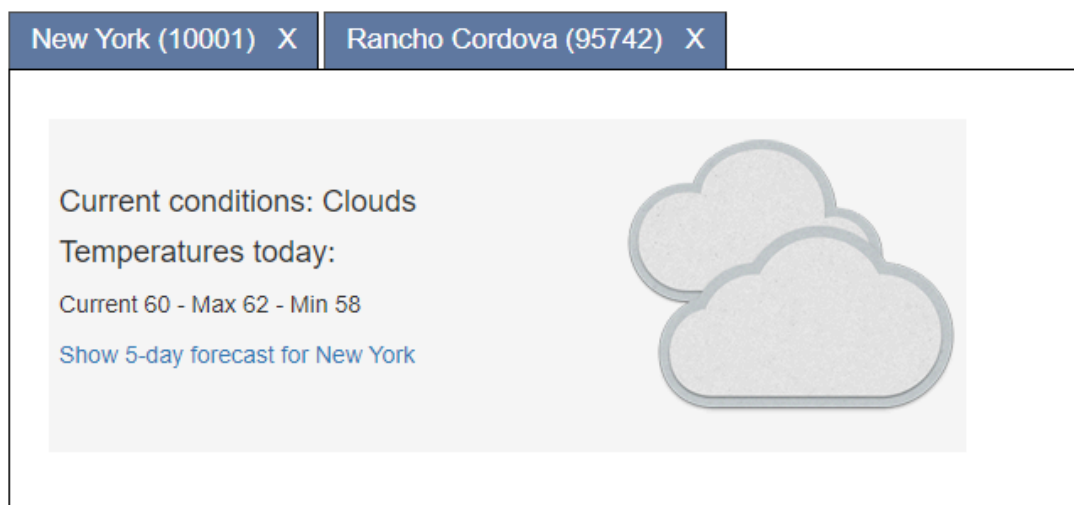 New York (10001) X Rancho Cordova (95742) X
Current conditions: Clouds
Temperatures today:
Current 60 - Max 62 - Min 58
Show 5-day forecast for New York